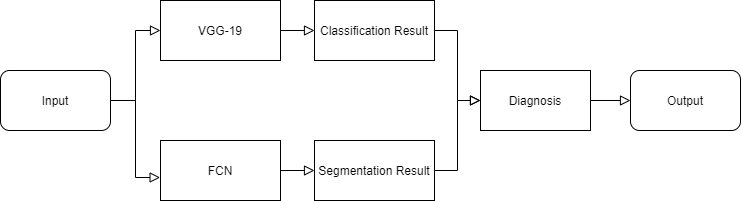 VGG-19
Classification Result
Input
Diagnosis
Output
FCN
Segmentation Result